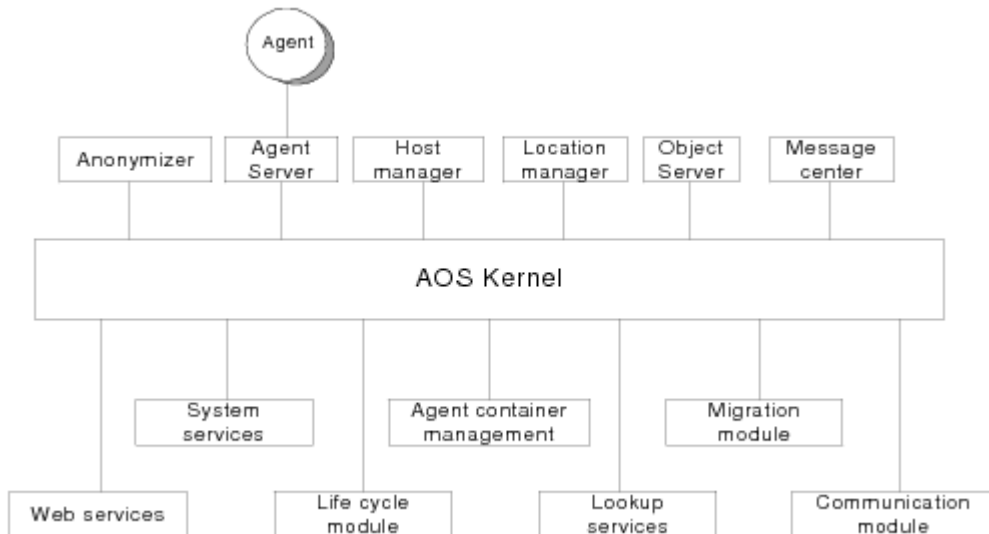 Agent
Anonymizer
Agent
Server
Host
manager
Location
manager
Object
Server
Message
center
AOS Kernel
System
services
Agent container
management
Migration
module
Web services
Life cycle
module
Lookup
services
Communication
module